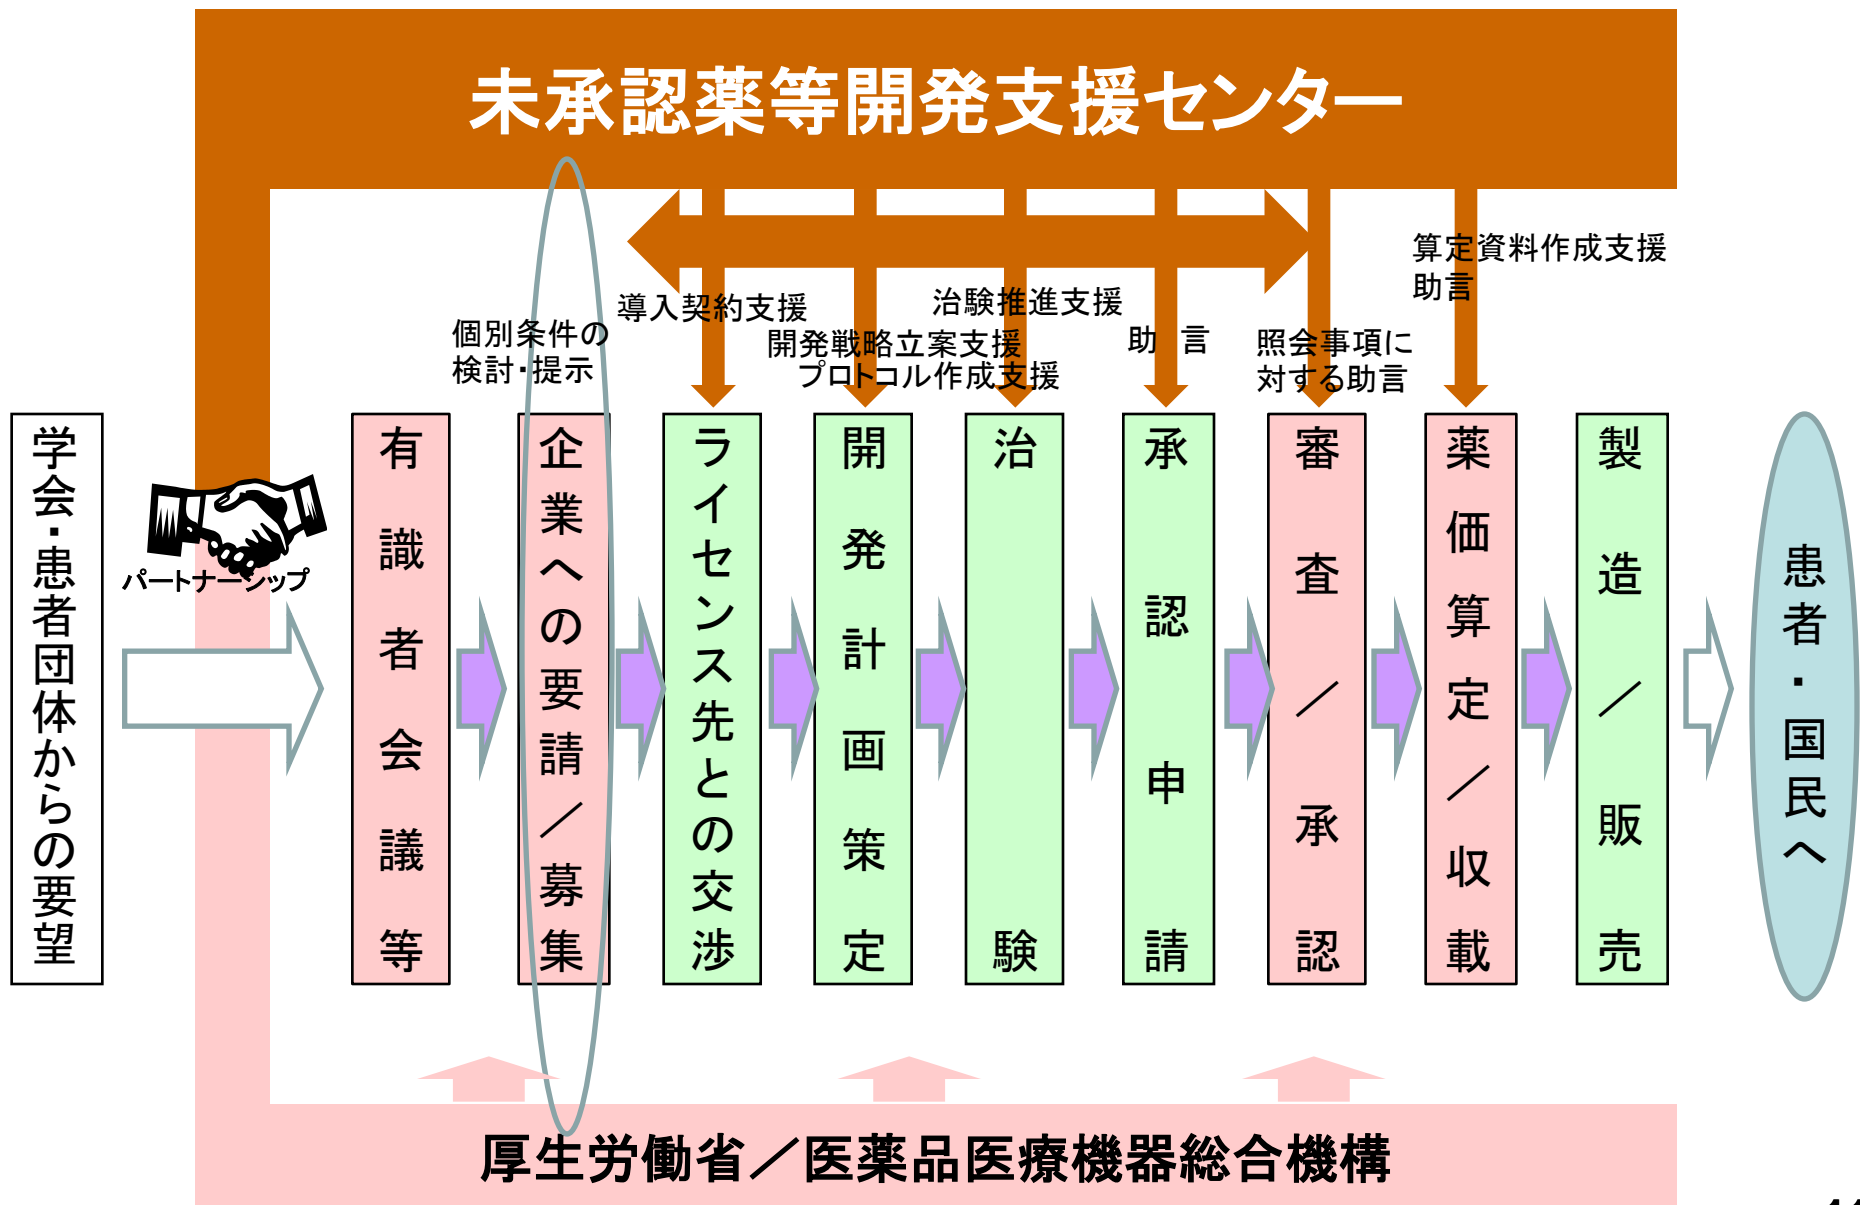 未承認薬等開発支援センター
算定資料作成支援
助言
導入契約支援
治験推進支援
個別条件の
検討・提示
開発戦略立案支援
プロトコル作成支援
助　言
照会事項に
対する助言
学会・患者団体からの要望
パートナーシップ
有識者会議等
企業への要請／募集
ライセンス先との交渉
開発計画策定
治験
承認申請
審査／承認
薬価算定／収載
製造／販売
患者・国民へ
厚生労働省／医薬品医療機器総合機構